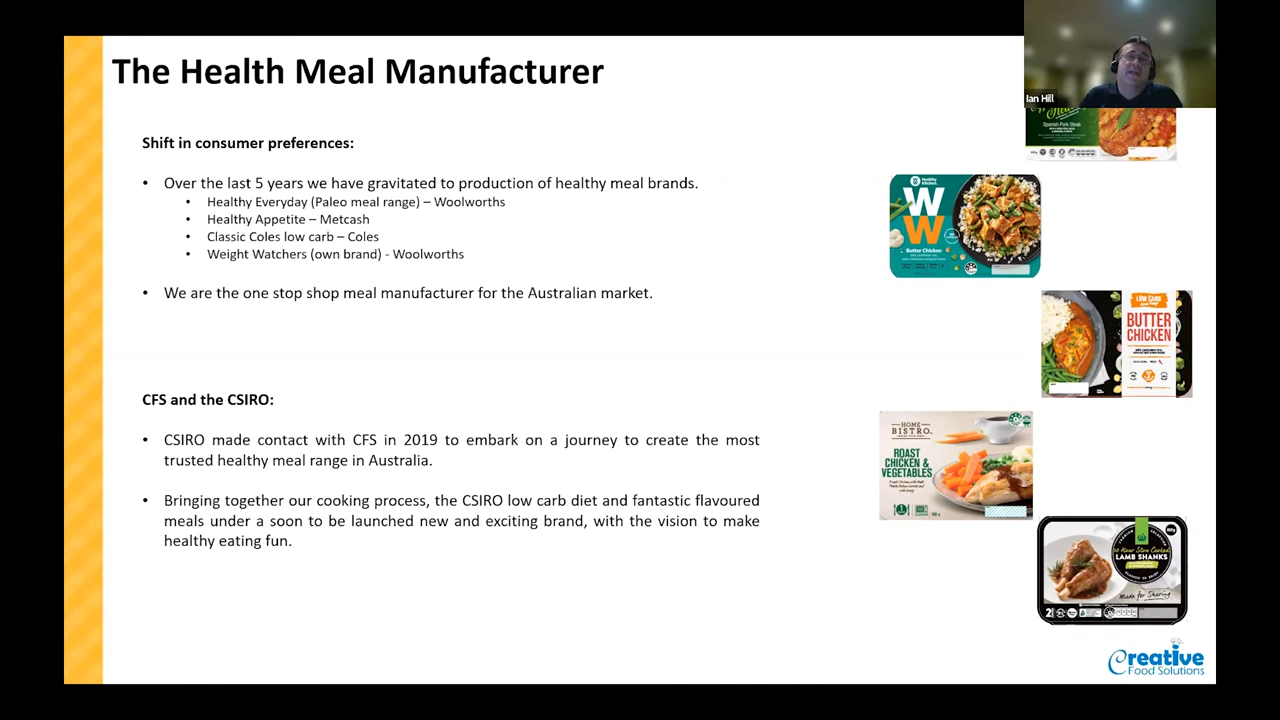 The Health Meal Manufacturer
Ian Hill
Spanish Pork Steak
Shift in consumer preferences:
• Over the last 5 years we have gravitated to production of healthy meal brands.
• Healthy Everyday (Paleo meal range) – Woolworths
• Healthy Appetite – Metcash
• Classic Coles low carb – Coles
• Weight Watchers (own brand) - Woolworths
• We are the one stop shop meal manufacturer for the Australian market.
WW
Butter Chicken
LOW CARB
BUTTER
CHICKEN
CFS and the CSIRO:
• CSIRO made contact with CFS in 2019 to embark on a journey to create the most
trusted healthy meal range in Australia.
• Bringing together our cooking process, the CSIRO low carb diet and fantastic flavoured
meals under a soon to be launched new and exciting brand, with the vision to make
healthy eating fun.
HOME
BISTRO
ROAST
CHICKEN &
VEGETABLES
Hour Slow Cooked
LAMB SHANKS
Made for Sharing
creative
Food Solutions